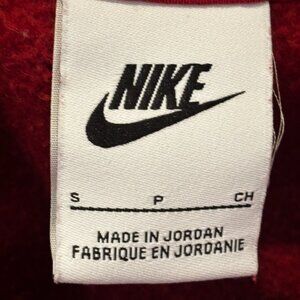 NIKE
S P CH
MADE IN JORDAN
FABRIQUE EN JORDANIE